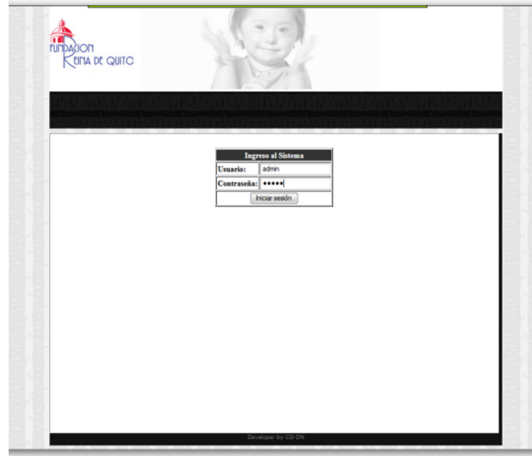 FUNDACION
REINA DE QUITO
Ingreso al Sistema
Usuario: admin
Contraseña: •••••
Iniciar sesión
Developer by CG-DN